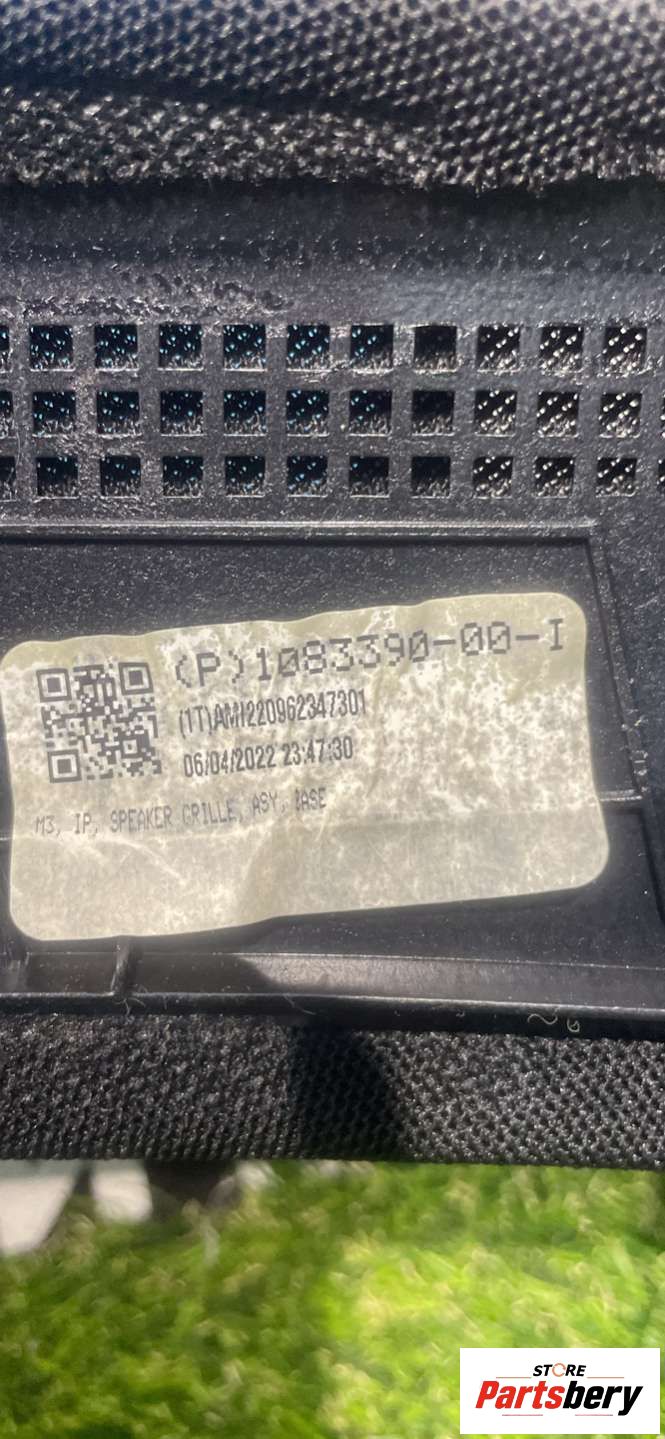 (P)1083390-00-I
(1T)AMI220962347301
06/04/2022 23:47:30
M3, IP, SPEAKER GRILLE, ASY, BASE
STORE
Partsbery